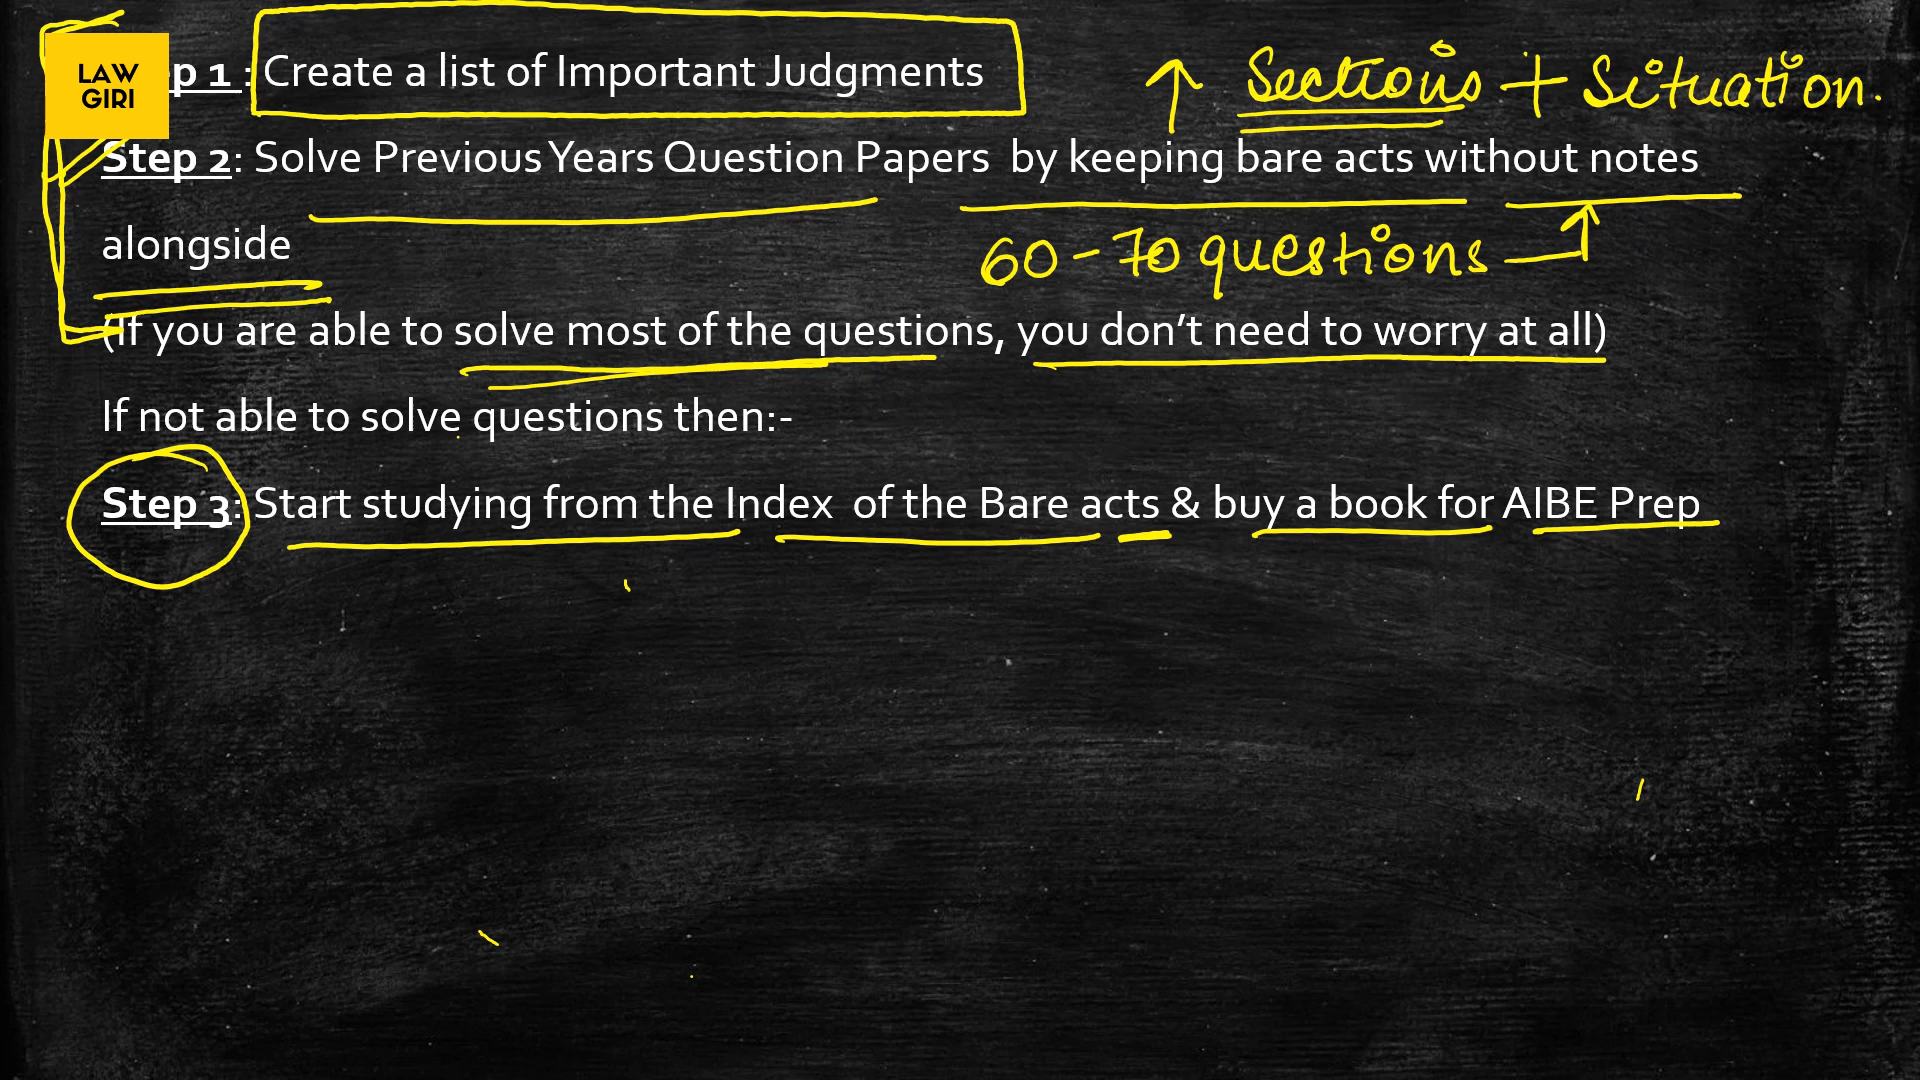 LAW
GIRI
ep 1 : Create a list of Important Judgments
Sections + Situation.
Step 2: Solve Previous Years Question Papers by keeping bare acts without notes
alongside
60-70 questions
(If you are able to solve most of the questions, you don't need to worry at all)
If not able to solve questions then:-
Step 3: Start studying from the Index of the Bare acts & buy a book for AIBE Prep